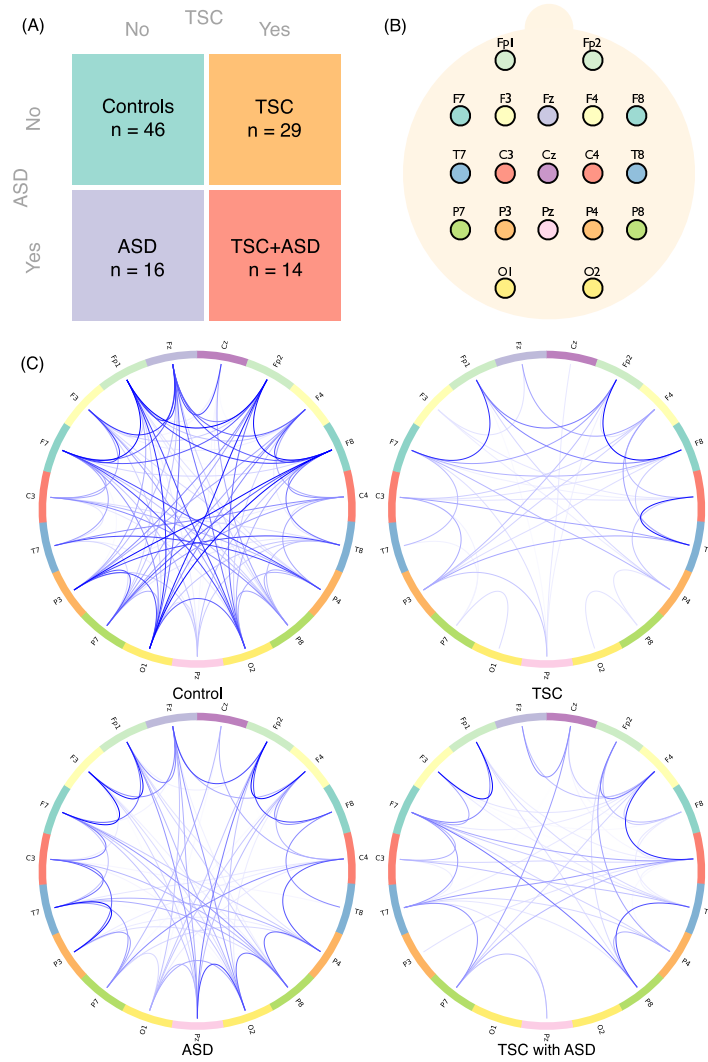 (A)
TSC
No Yes
ASD
No
Yes
Controls
n = 46
TSC
n = 29
ASD
n = 16
TSC+ASD
n = 14
(B)
Fp1 Fp2
F7 F3 Fz F4 F8
T7 C3 Cz C4 T8
P7 P3 Pz P4 P8
O1 O2
(C)
Fz Cz
Fp1 Fp2
F3 F4
F7 F8
C3 C4
T7 T8
P3 P4
P7 P8
O1 O2
Pz
Control
Fz Cz
Fp1 Fp2
F3 F4
F7 F8
C3
T7 T
P3 P4
P7 P8
O1 O2
Pz
TSC
Fz Cz
Fp1 Fp2
F3 F4
F7 F8
C3 C4
T7 T8
P3 P4
P7 P8
O1 O2
Pz
ASD
Fz Cz
Fp1 Fp2
F3 F4
F7 F8
C3
T7 T
P3 P4
P7 P8
O1 O2
Pz
TSC with ASD